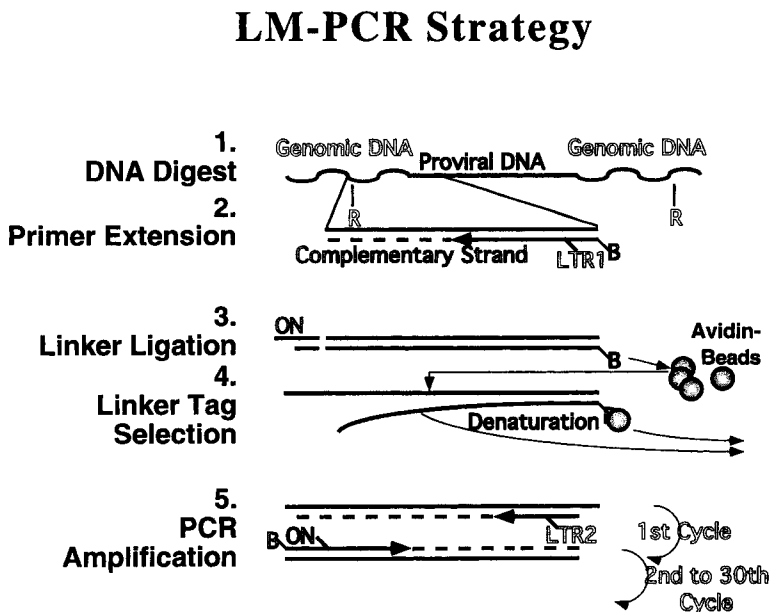 LM-PCR Strategy
1.
DNA Digest
Genomic DNA
Proviral DNA
Genomic DNA
R
R
2.
Primer Extension
Complementary Strand
LTR1
B
3.
Linker Ligation
ON
B
Avidin-
Beads
4.
Linker Tag
Selection
Denaturation
5.
PCR
Amplification
LTR2
B
ON
1st Cycle
2nd to 30th
Cycle